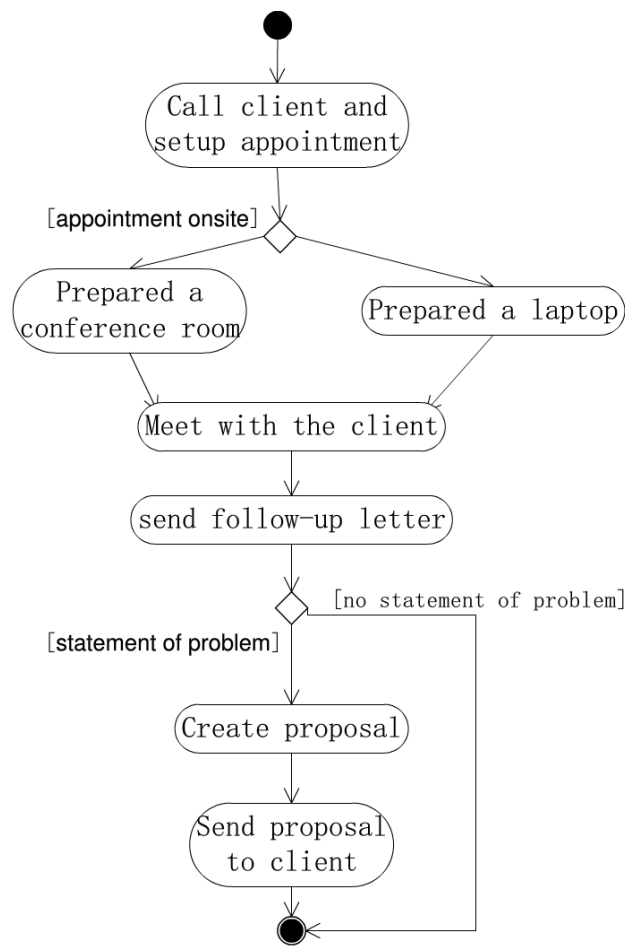 Call client and
setup appointment
[appointment onsite]
Prepared a
conference room
Prepared a laptop
Meet with the client
send follow-up letter
[no statement of problem]
[statement of problem]
Create proposal
Send proposal
to client